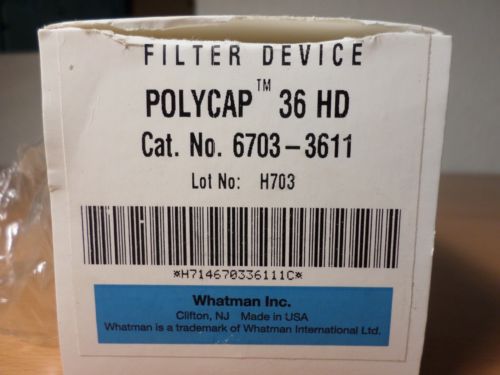 FILTER DEVICE
POLYCAP™ 36 HD
Cat. No. 6703-3611
Lot No: H703
*H714670336111C*
Whatman Inc.
Clifton, NJ Made in USA
Whatman is a trademark of Whatman International Ltd.